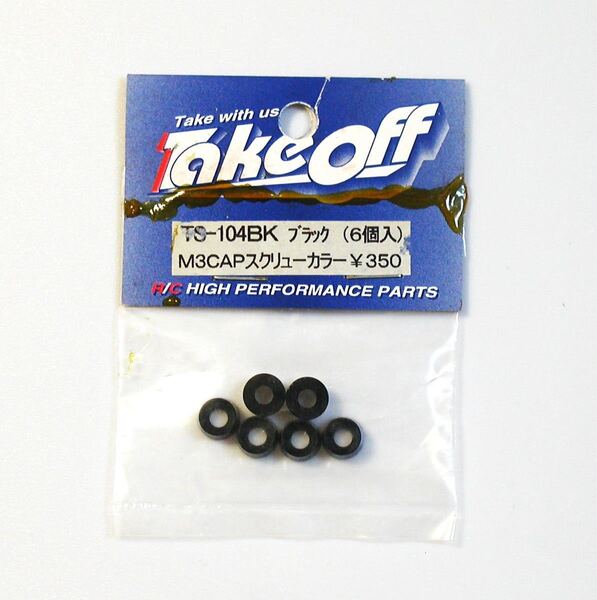 Take with us
Takeoff
TS-104BK ブラック (6個入)
M3CAPスクリューカラー ¥350
R/C HIGH PERFORMANCE PARTS